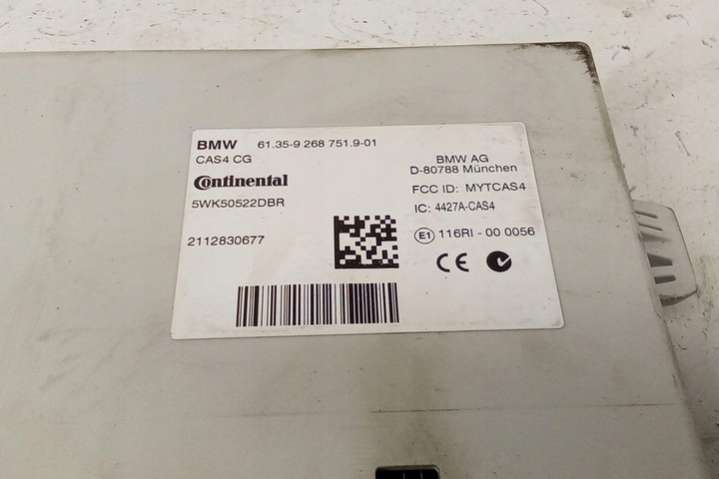 BMW 61.35-9 268 751.9-01
CAS4 CG
Continental
5WK50522DBR
2112830677
BMW AG
D-80788 München
FCC ID: MYTCAS4
IC: 4427A-CAS4
E1 116RI - 00 0056
CE